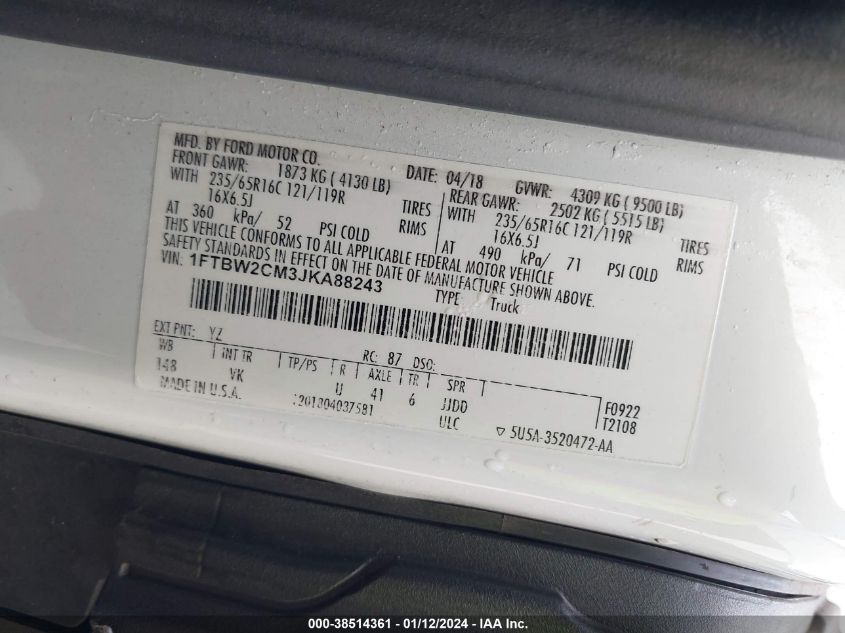 MFD. BY FORD MOTOR CO. DATE: 04/18 GVWR: 4309 KG ( 9500 LB)
FRONT GAWR: 1873 KG ( 4130 LB) REAR GAWR: 2502 KG ( 5515 LB)
WITH 235/65R16C 121/119R TIRES WITH 235/65R16C 121/119R TIRES
16X6.5J RIMS 16X6.5J RIMS
AT 360 kPa/ 52 PSI COLD AT 490 kPa/ 71 PSI COLD
THIS VEHICLE CONFORMS TO ALL APPLICABLE FEDERAL MOTOR VEHICLE
SAFETY STANDARDS IN EFFECT ON THE DATE OF MANUFACTURE SHOWN ABOVE.
VIN: 1FTBW2CM3JKA88243 TYPE: Truck
EXT PNT: YZ RC: 87 DSO:
WB INT TR TP/PS R AXLE TR SPR F0922
148 VK U 41 6 JJDD T2108
MADE IN U.S.A. ULC ▽ 5U5A-3520472-AA
000-38514361 - 01/12/2024 - IAAI Inc.